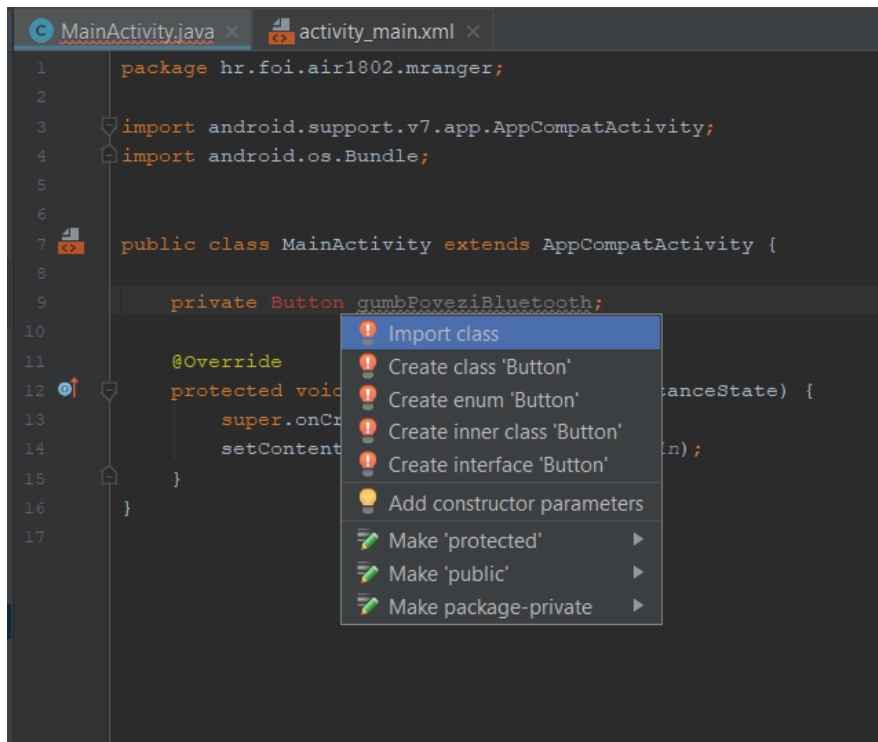 MainActivity.java
activity_main.xml
1 package hr.foi.air1802.mranger;
2
3 import android.support.v7.app.AppCompatActivity;
4 import android.os.Bundle;
5
6
7 public class MainActivity extends AppCompatActivity {
8
9 private Button gumbPoveziBluetooth;
10
11 @Override
12 protected void anceState) {
13 super.onCr
14 setContent in);
15 }
16 }
17
Import class
Create class 'Button'
Create enum 'Button'
Create inner class 'Button'
Create interface 'Button'
Add constructor parameters
Make 'protected'
Make 'public'
Make package-private